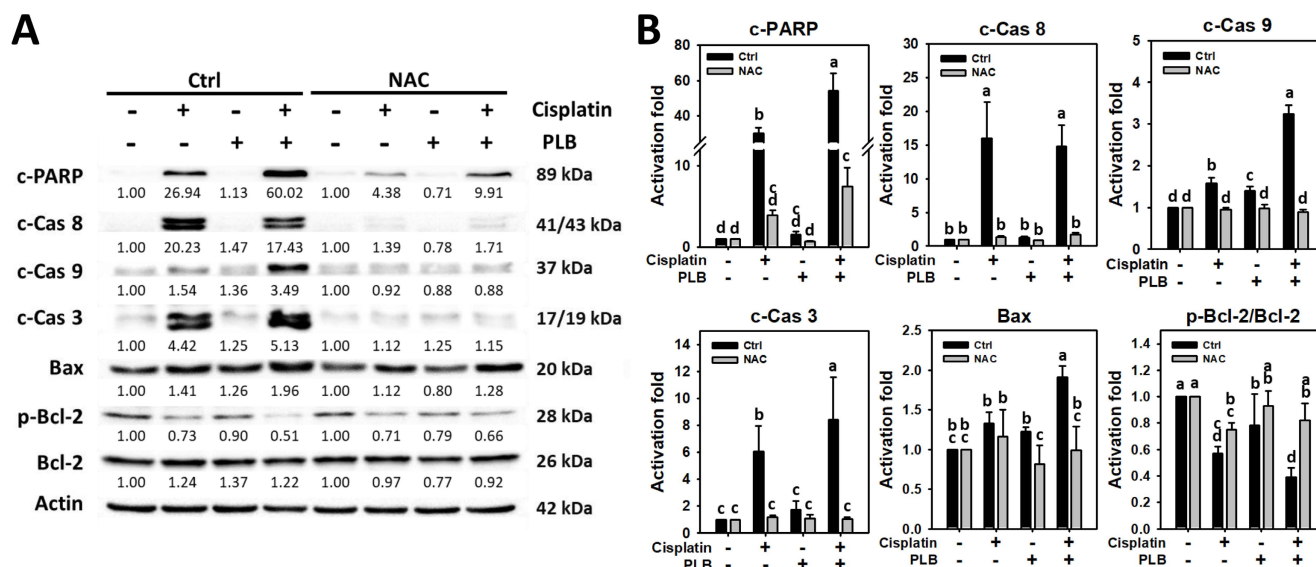 A
Ctrl NAC
- + - + - + - + Cisplatin
- - + + - - + + PLB
c-PARP 89 kDa
1.00 26.94 1.13 60.02 1.00 4.38 0.71 9.91
c-Cas 8 41/43 kDa
1.00 20.23 1.47 17.43 1.00 1.39 0.78 1.71
c-Cas 9 37 kDa
1.00 1.54 1.36 3.49 1.00 0.92 0.88 0.88
c-Cas 3 17/19 kDa
1.00 4.42 1.25 5.13 1.00 1.12 1.25 1.15
Bax 20 kDa
1.00 1.41 1.26 1.96 1.00 1.12 0.80 1.28
p-Bcl-2 28 kDa
1.00 0.73 0.90 0.51 1.00 0.71 0.79 0.66
Bcl-2 26 kDa
1.00 1.24 1.37 1.22 1.00 0.97 0.77 0.92
Actin 42 kDa
B
c-PARP
Activation fold
80
60
40
10
0
Ctrl
NAC
d d b c d c d d a c
Cisplatin - + - +
PLB - - + +
c-Cas 8
Activation fold
30
25
20
15
10
5
0
Ctrl
NAC
b b a b b b a b
- + - +
- - + +
c-Cas 9
Activation fold
5
4
3
2
1
0
Ctrl
NAC
d d b d c d a d
- + - +
- - + +
c-Cas 3
Activation fold
14
12
10
8
6
4
2
0
Ctrl
NAC
c c b c c c a c
Cisplatin - + - +
PLB - - + +
Bax
Activation fold
2.5
2.0
1.5
1.0
0.5
0.0
Ctrl
NAC
b c b c b b b c a b c
- + - +
- - + +
p-Bcl-2/Bcl-2
Activation fold
1.4
1.2
1.0
0.8
0.6
0.4
0.2
0.0
Ctrl
NAC
a a c d b c b c a b d a b
- + - +
- - + +